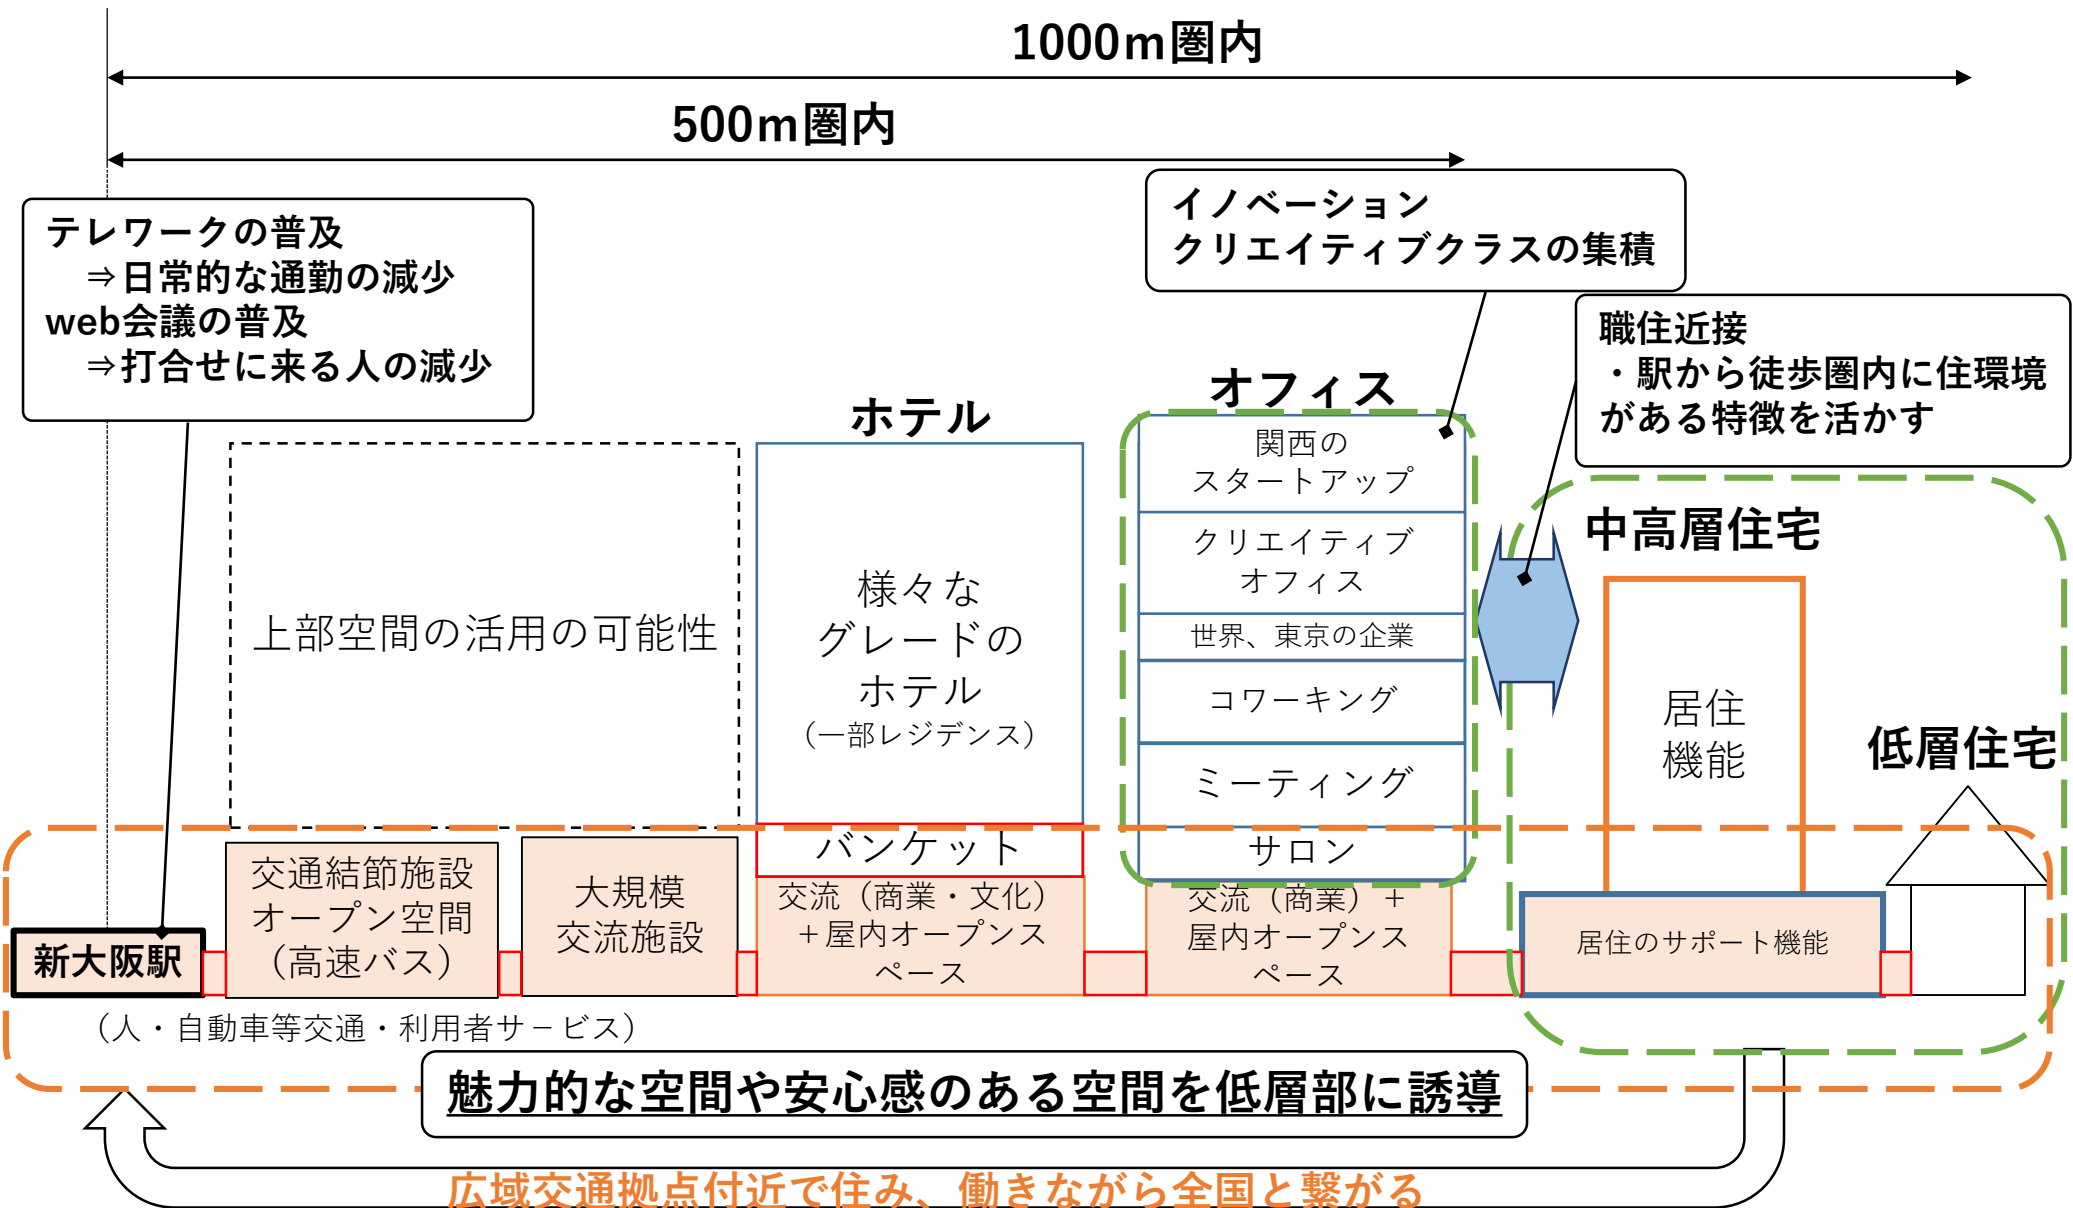 1000m圏内
500m圏内
テレワークの普及
⇒日常的な通勤の減少
web会議の普及
⇒打合せに来る人の減少
イノベーション
クリエイティブクラスの集積
職住近接
・駅から徒歩圏内に住環境
がある特徴を活かす
上部空間の活用の可能性
ホテル
様々な
グレードの
ホテル
（一部レジデンス）
バンケット
交流（商業・文化）
＋屋内オープンス
ペース
オフィス
関西の
スタートアップ
クリエイティブ
オフィス
世界、東京の企業
コワーキング
ミーティング
サロン
交流（商業）＋
屋内オープンス
ペース
中高層住宅
居住
機能
居住のサポート機能
低層住宅
新大阪駅
交通結節施設
オープン空間
（高速バス）
大規模
交流施設
（人・自動車等交通・利用者サ－ビス）
魅力的な空間や安心感のある空間を低層部に誘導
広域交通拠点付近で住み、働きながら全国と繋がる